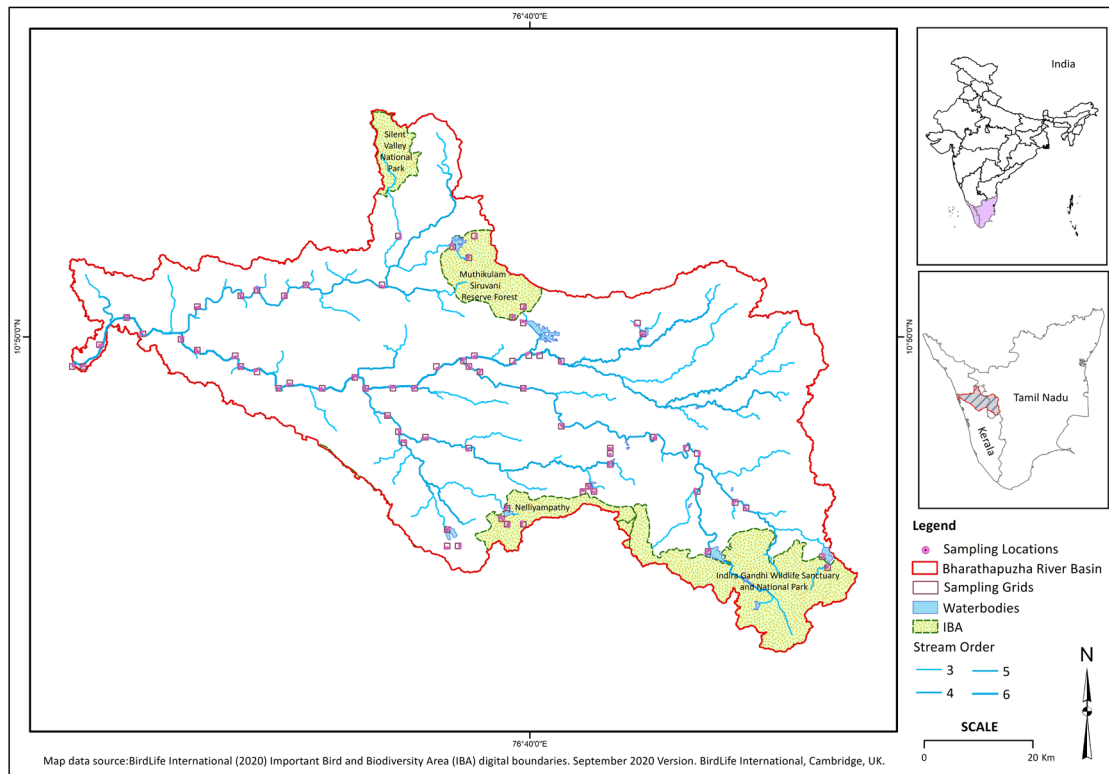 76°40'0"E
10°50'0"N
Silent
Valley
National
Park
Muthikulam
Siruvani
Reserve Forest
Nelliyampathy
Indira Gandhi Wildlife Sanctuary
and National Park
10°50'0"N
76°40'0"E
Map data source:BirdLife International (2020) Important Bird and Biodiversity Area (IBA) digital boundaries. September 2020 Version. BirdLife International, Cambridge, UK.
India
Tamil Nadu
Kerala
Legend
Sampling Locations
Bharathapuzha River Basin
Sampling Grids
Waterbodies
IBA
Stream Order
3 5
4 6
N
SCALE
0 20 Km